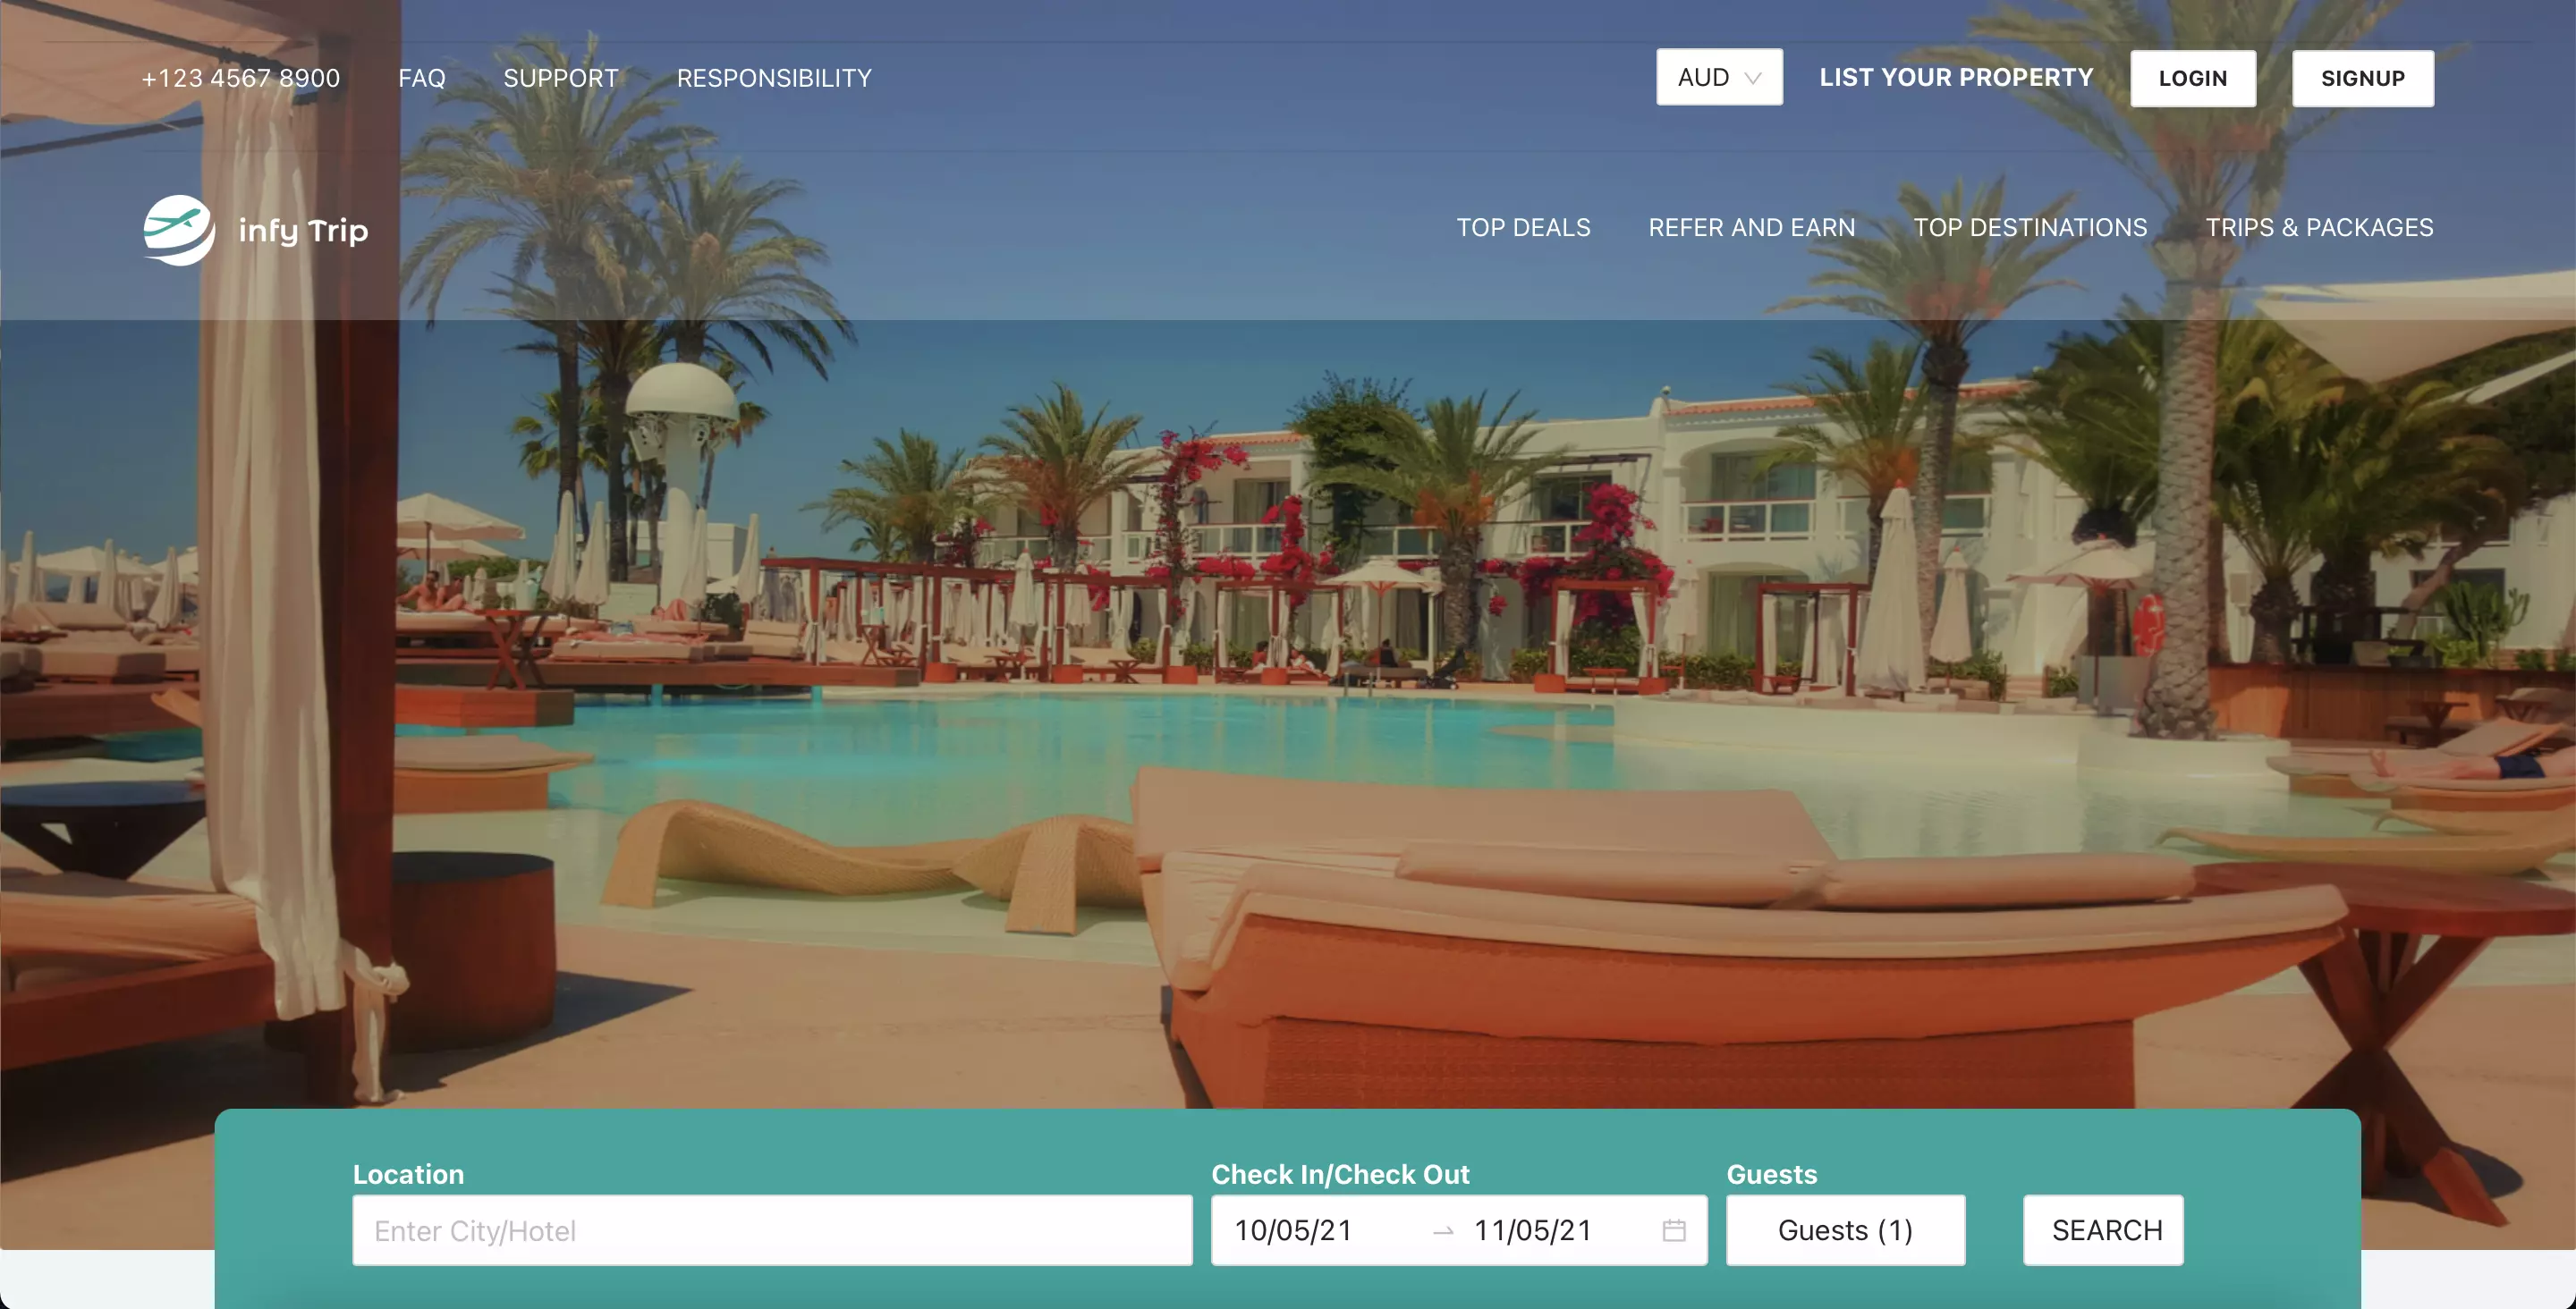 +123 4567 8900 FAQ SUPPORT RESPONSIBILITY AUD LIST YOUR PROPERTY LOGIN SIGNUP
infy Trip TOP DEALS REFER AND EARN TOP DESTINATIONS TRIPS & PACKAGES
Location Check In/Check Out Guests
Enter City/Hotel 10/05/21 → 11/05/21 Guests (1) SEARCH